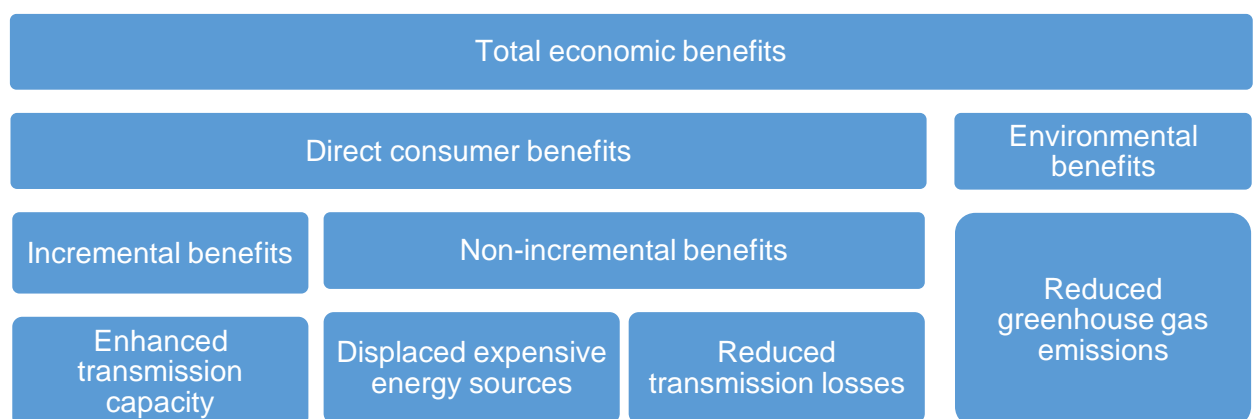 Total economic benefits
Direct consumer benefits
Environmental
benefits
Incremental benefits
Non-incremental benefits
Reduced
greenhouse gas
emissions
Enhanced
transmission
capacity
Displaced expensive
energy sources
Reduced
transmission losses